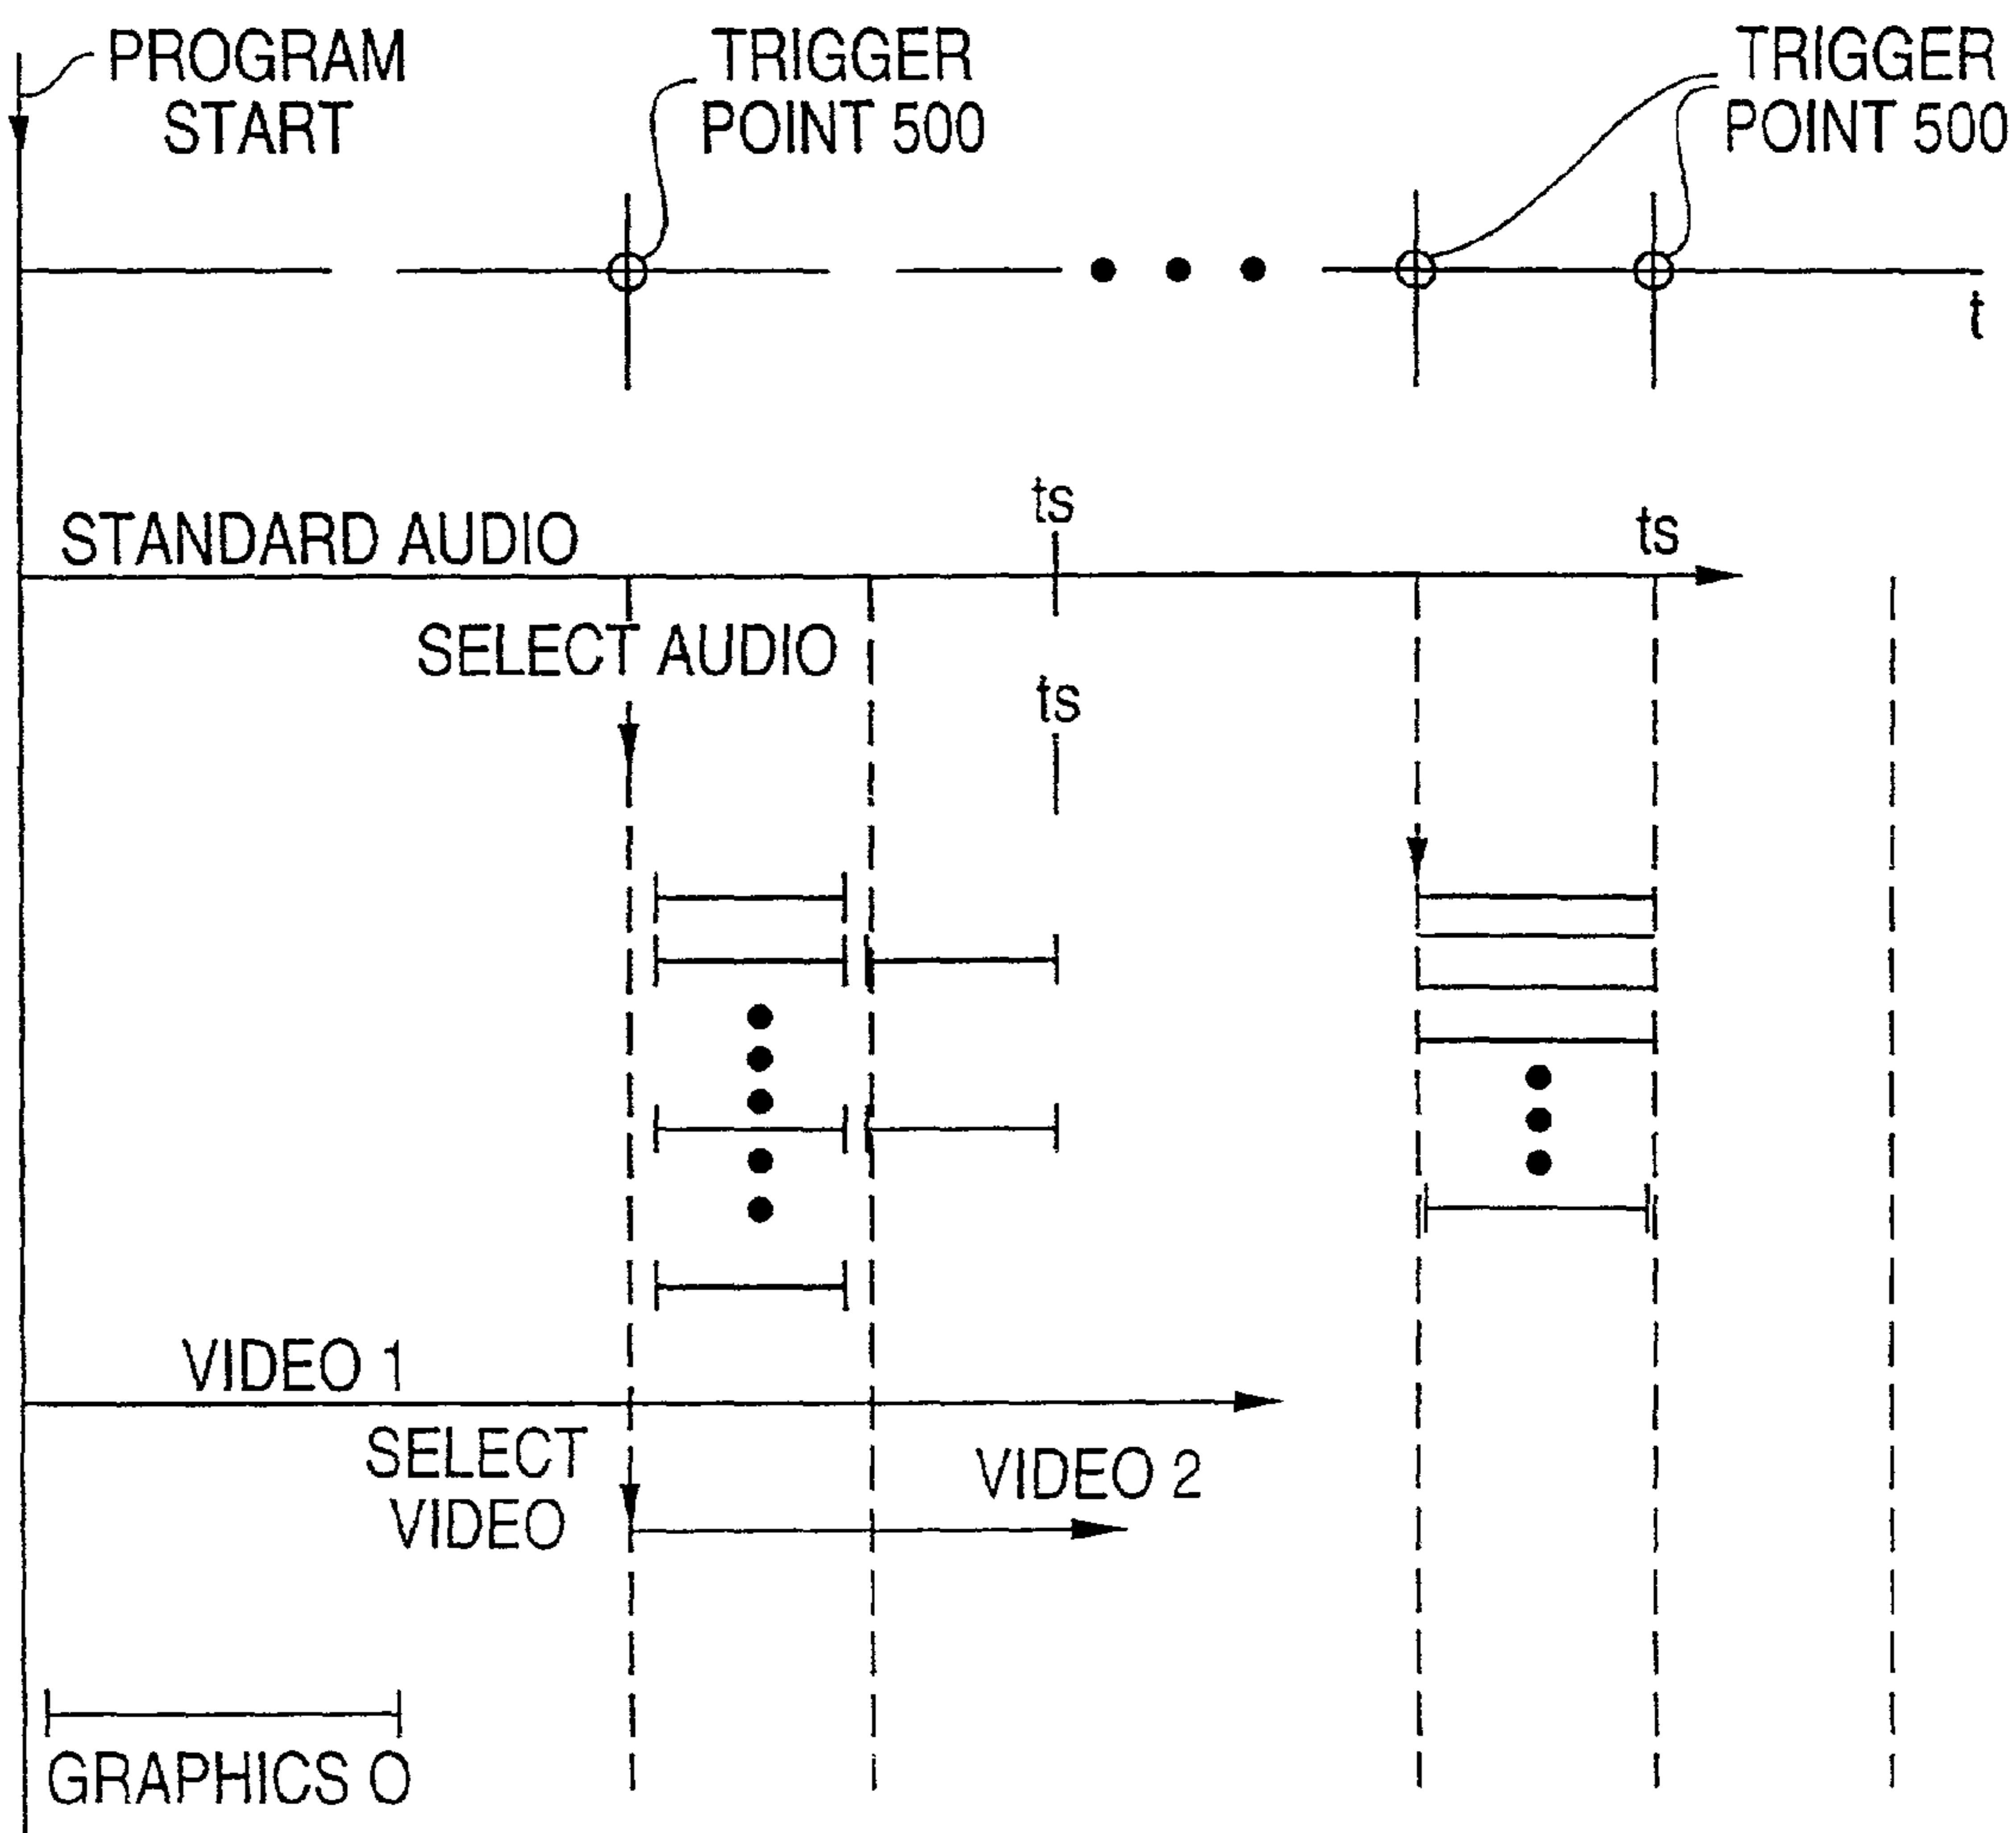 PROGRAM
START
TRIGGER
POINT 500
TRIGGER
POINT 500
t
STANDARD AUDIO
ts
ts
SELECT AUDIO
ts
VIDEO 1
SELECT
VIDEO
VIDEO 2
GRAPHICS O